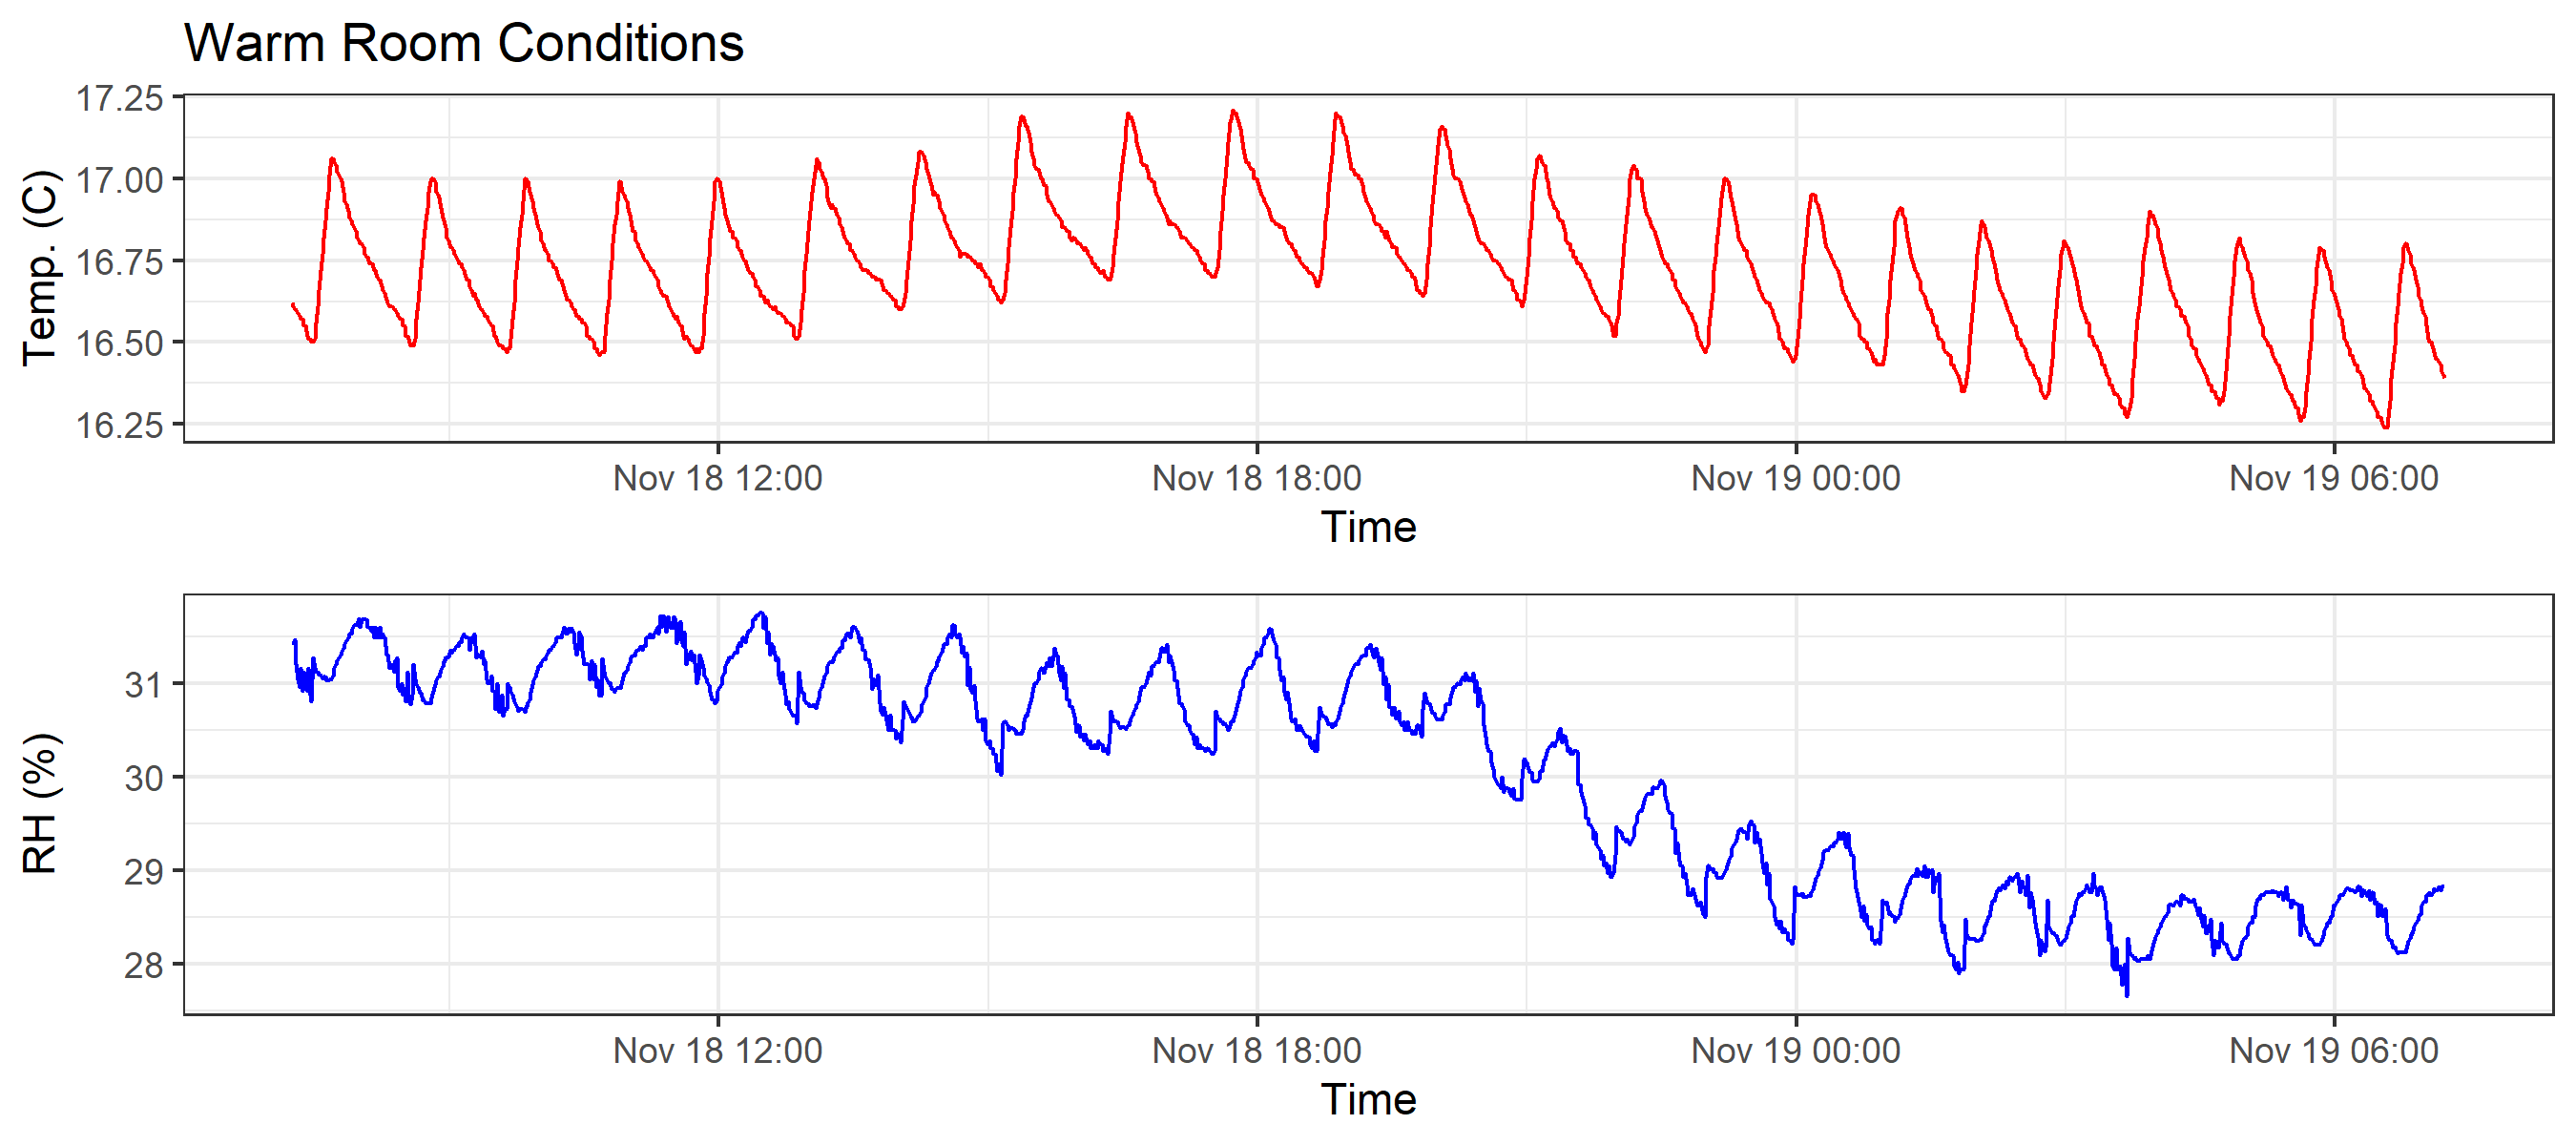 Warm Room Conditions
Temp. (C)
17.25
17.00
16.75
16.50
16.25
Nov 18 12:00 Nov 18 18:00 Nov 19 00:00 Nov 19 06:00
Time
RH (%)
31
30
29
28
Nov 18 12:00 Nov 18 18:00 Nov 19 00:00 Nov 19 06:00
Time